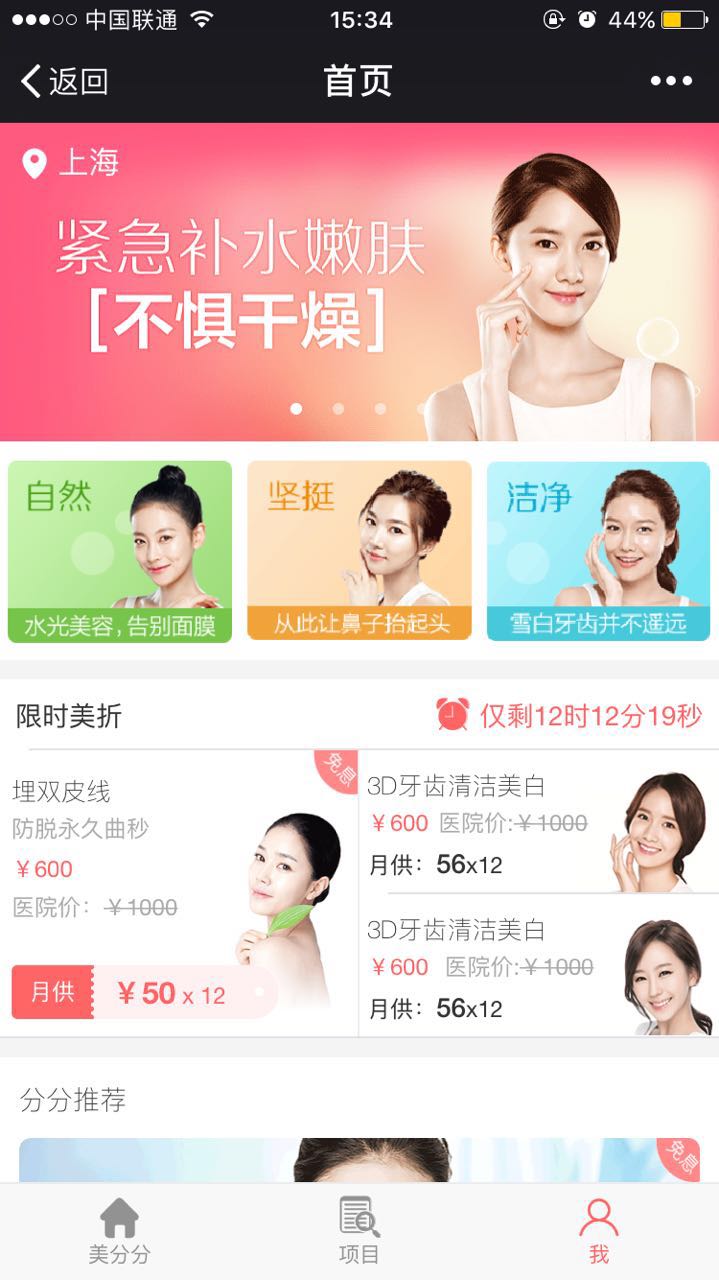 中国联通
15:34
44%
返回
首页
上海
紧急补水嫩肤
[不惧干燥]
自然
水光美容，告别面膜
坚挺
从此让鼻子抬起头
洁净
雪白牙齿并不遥远
限时美折
仅剩12时12分19秒
免息
埋双皮线
防脱永久曲秒
￥600
医院价：￥1000
月供
￥50 x 12
3D牙齿清洁美白
￥600 医院价:￥1000
月供：56x12
3D牙齿清洁美白
￥600 医院价:￥1000
月供：56x12
分分推荐
免息
美分分
项目
我